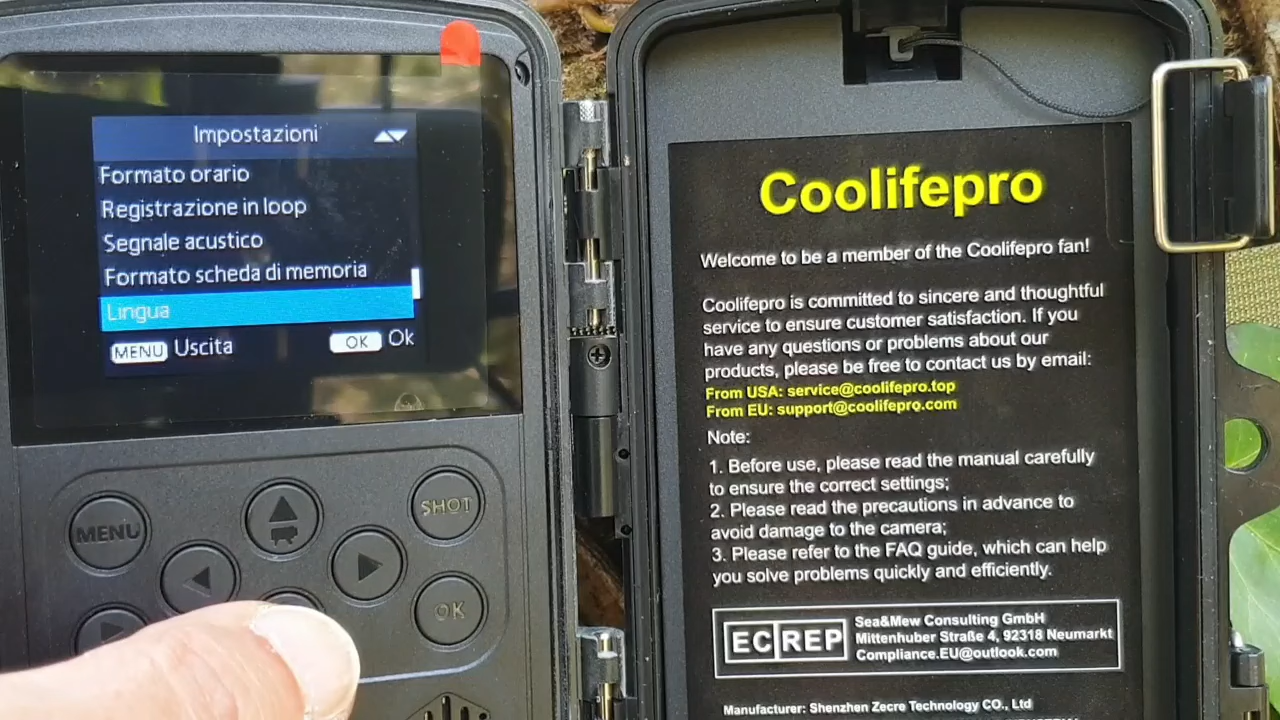 Impostazioni
Formato orario
Registrazione in loop
Segnale acustico
Formato scheda di memoria
Lingua
MENU Uscita OK Ok
MENU
SHOT
OK
Coolifepro
Welcome to be a member of the Coolifepro fan!
Coolifepro is committed to sincere and thoughtful
service to ensure customer satisfaction. If you
have any questions or problems about our
products, please be free to contact us by email:
From USA: service@coolifepro.top
From EU: support@coolifepro.com
Note:
1. Before use, please read the manual carefully
to ensure the correct settings;
2. Please read the precautions in advance to
avoid damage to the camera;
3. Please refer to the FAQ guide, which can help
you solve problems quickly and efficiently.
EC REP
Sea&Mew Consulting GmbH
Mittenhuber Straße 4, 92318 Neumarkt
Compliance.EU@outlook.com
Manufacturer: Shenzhen Zecre Technology CO., Ltd